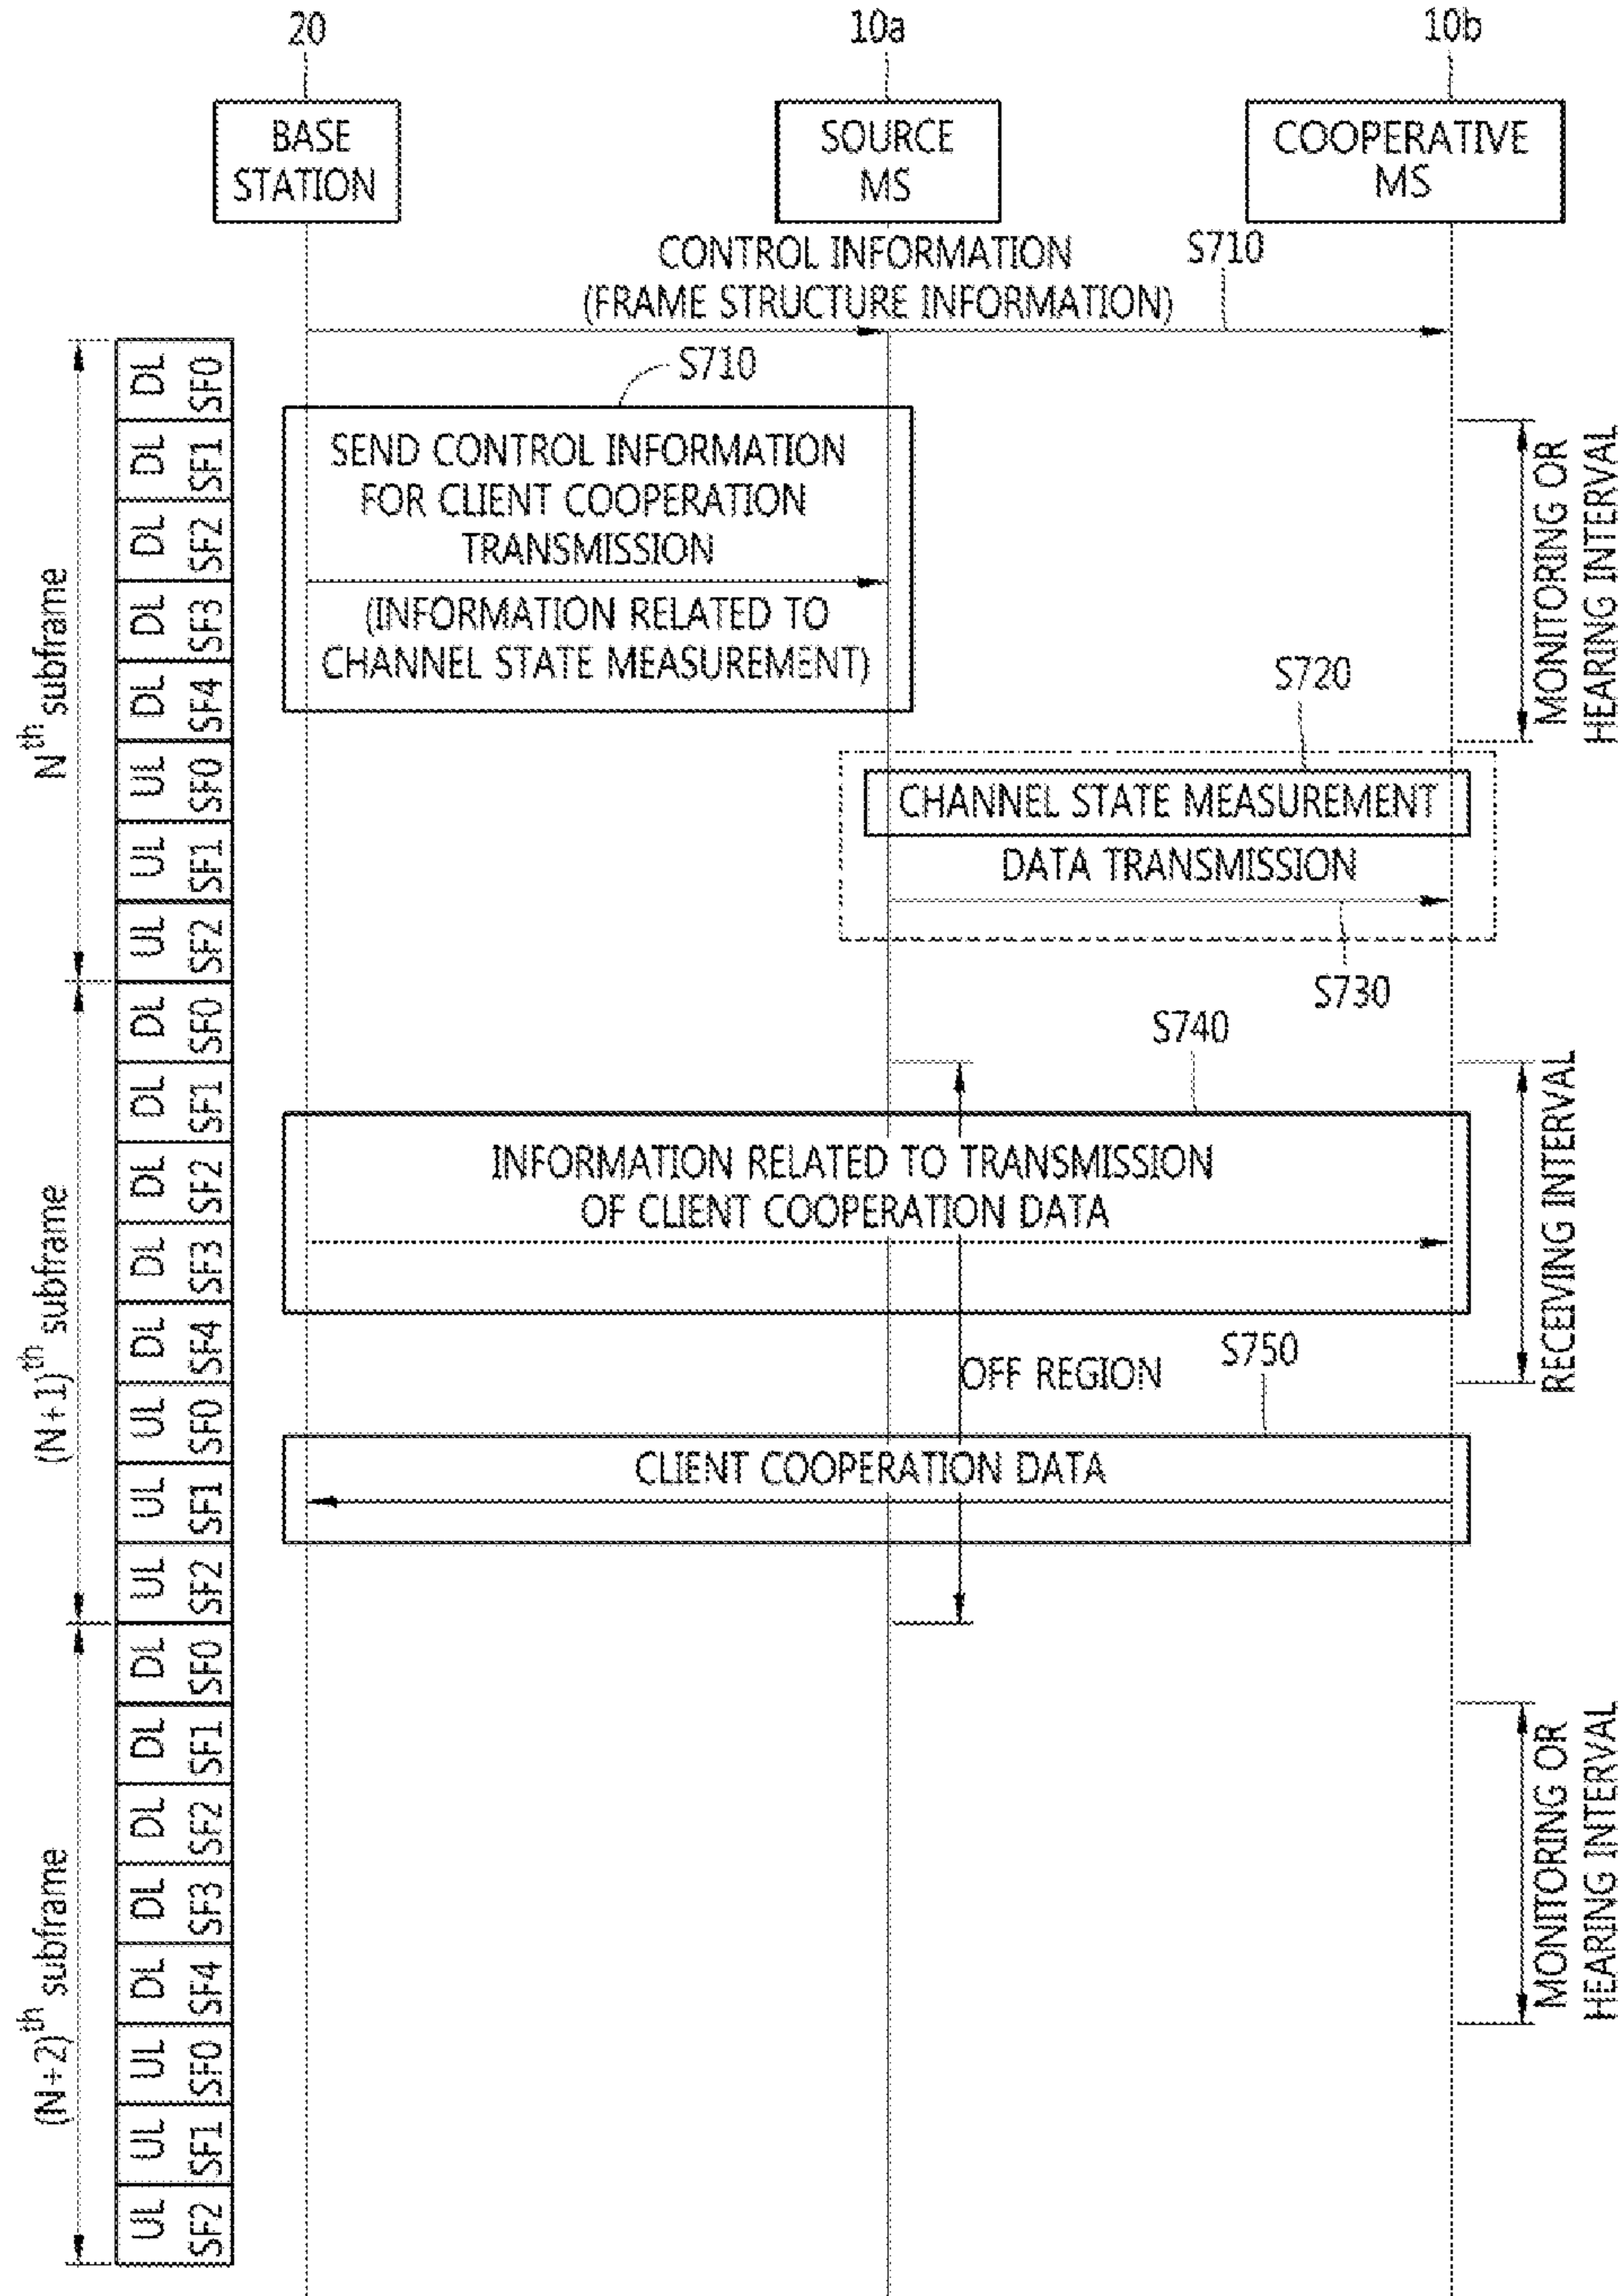 20
10a
10b
BASE
STATION
SOURCE
MS
COOPERATIVE
MS
CONTROL INFORMATION
(FRAME STRUCTURE INFORMATION)
S710
S710
SEND CONTROL INFORMATION
FOR CLIENT COOPERATION
TRANSMISSION
(INFORMATION RELATED TO
CHANNEL STATE MEASUREMENT)
MONITORING OR
HEARING INTERVAL
S720
CHANNEL STATE MEASUREMENT
DATA TRANSMISSION
S730
S740
INFORMATION RELATED TO TRANSMISSION
OF CLIENT COOPERATION DATA
RECEIVING INTERVAL
OFF REGION
S750
CLIENT COOPERATION DATA
MONITORING OR
HEARING INTERVAL
Nth subframe
DL SF0
DL SF1
DL SF2
DL SF3
DL SF4
UL SF0
UL SF1
UL SF2
(N+1)th subframe
DL SF0
DL SF1
DL SF2
DL SF3
DL SF4
UL SF0
UL SF1
UL SF2
(N+2)th subframe
DL SF0
DL SF1
DL SF2
DL SF3
DL SF4
UL SF0
UL SF1
UL SF2